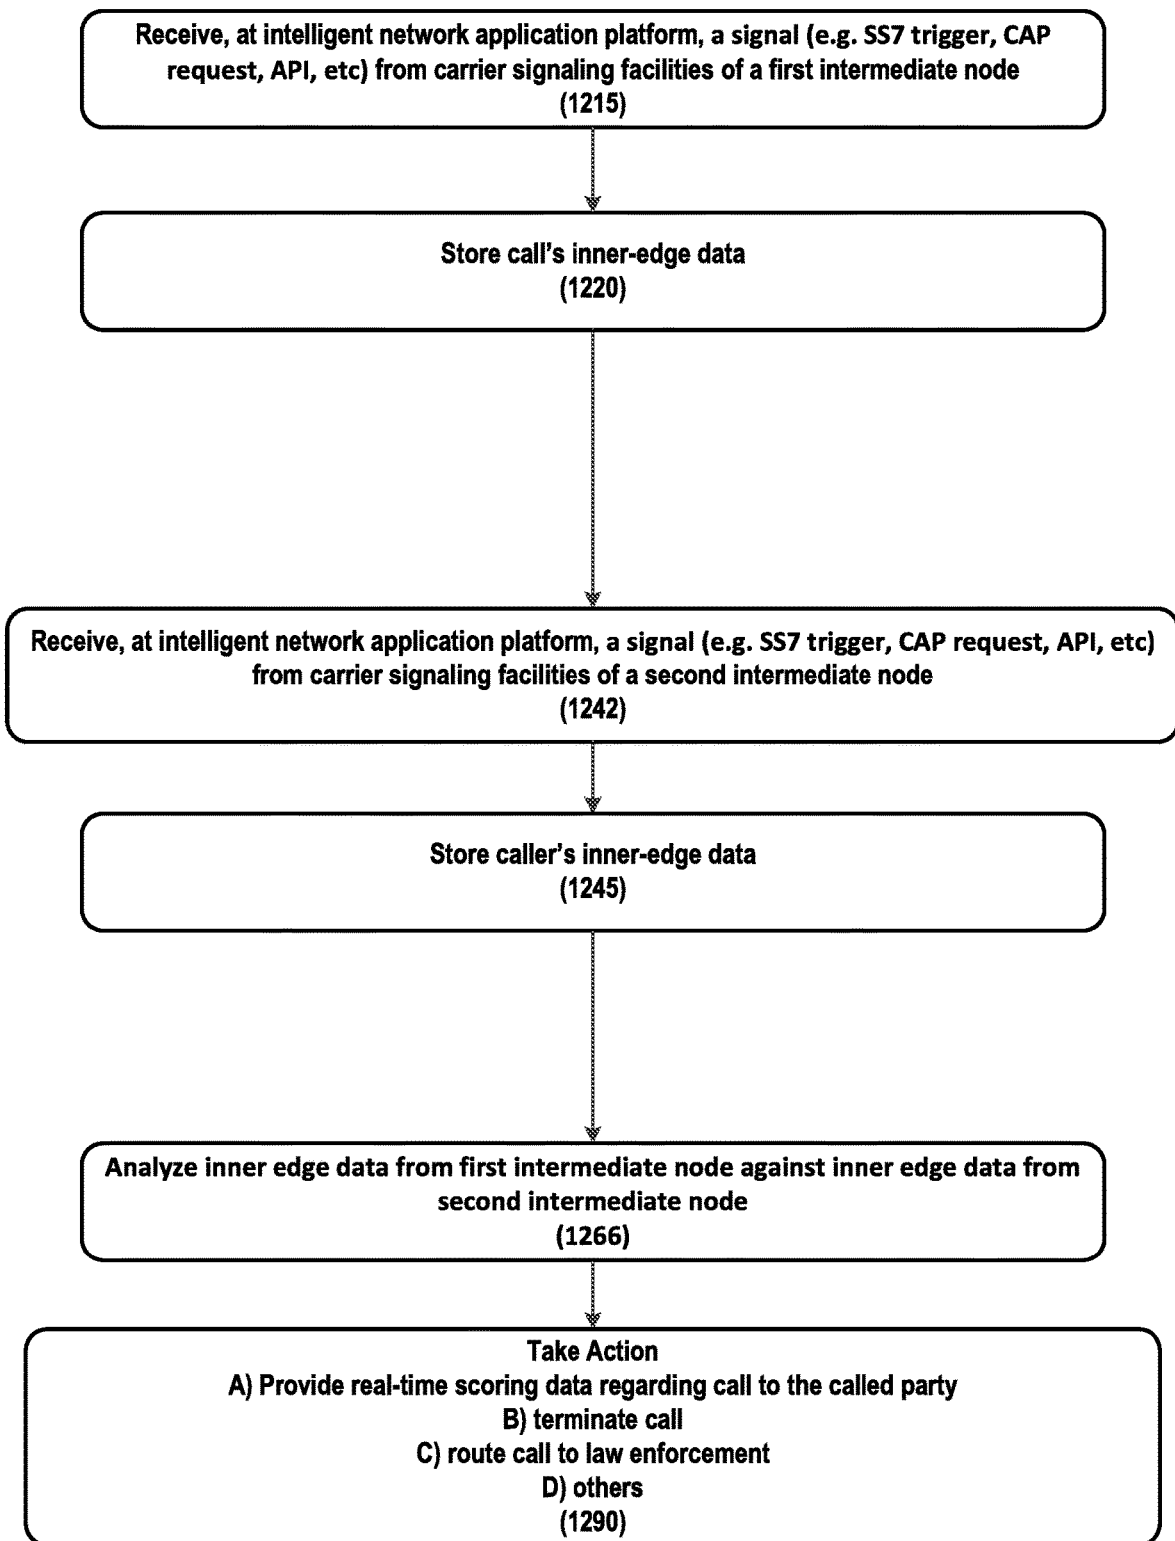 Receive, at intelligent network application platform, a signal (e.g. SS7 trigger, CAP
request, API, etc) from carrier signaling facilities of a first intermediate node
(1215)
Store call's inner-edge data
(1220)
Receive, at intelligent network application platform, a signal (e.g. SS7 trigger, CAP request, API, etc)
from carrier signaling facilities of a second intermediate node
(1242)
Store caller's inner-edge data
(1245)
Analyze inner edge data from first intermediate node against inner edge data from
second intermediate node
(1266)
Take Action
A) Provide real-time scoring data regarding call to the called party
B) terminate call
C) route call to law enforcement
D) others
(1290)